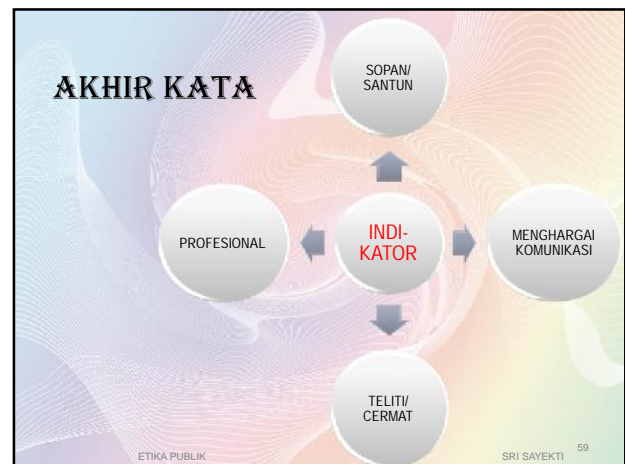 AKHIR KATA
SOPAN/
SANTUN
PROFESIONAL
INDI-
KATOR
MENGHARGAI
KOMUNIKASI
TELITI/
CERMAT
ETIKA PUBLIK
SRI SAYEKTI
59